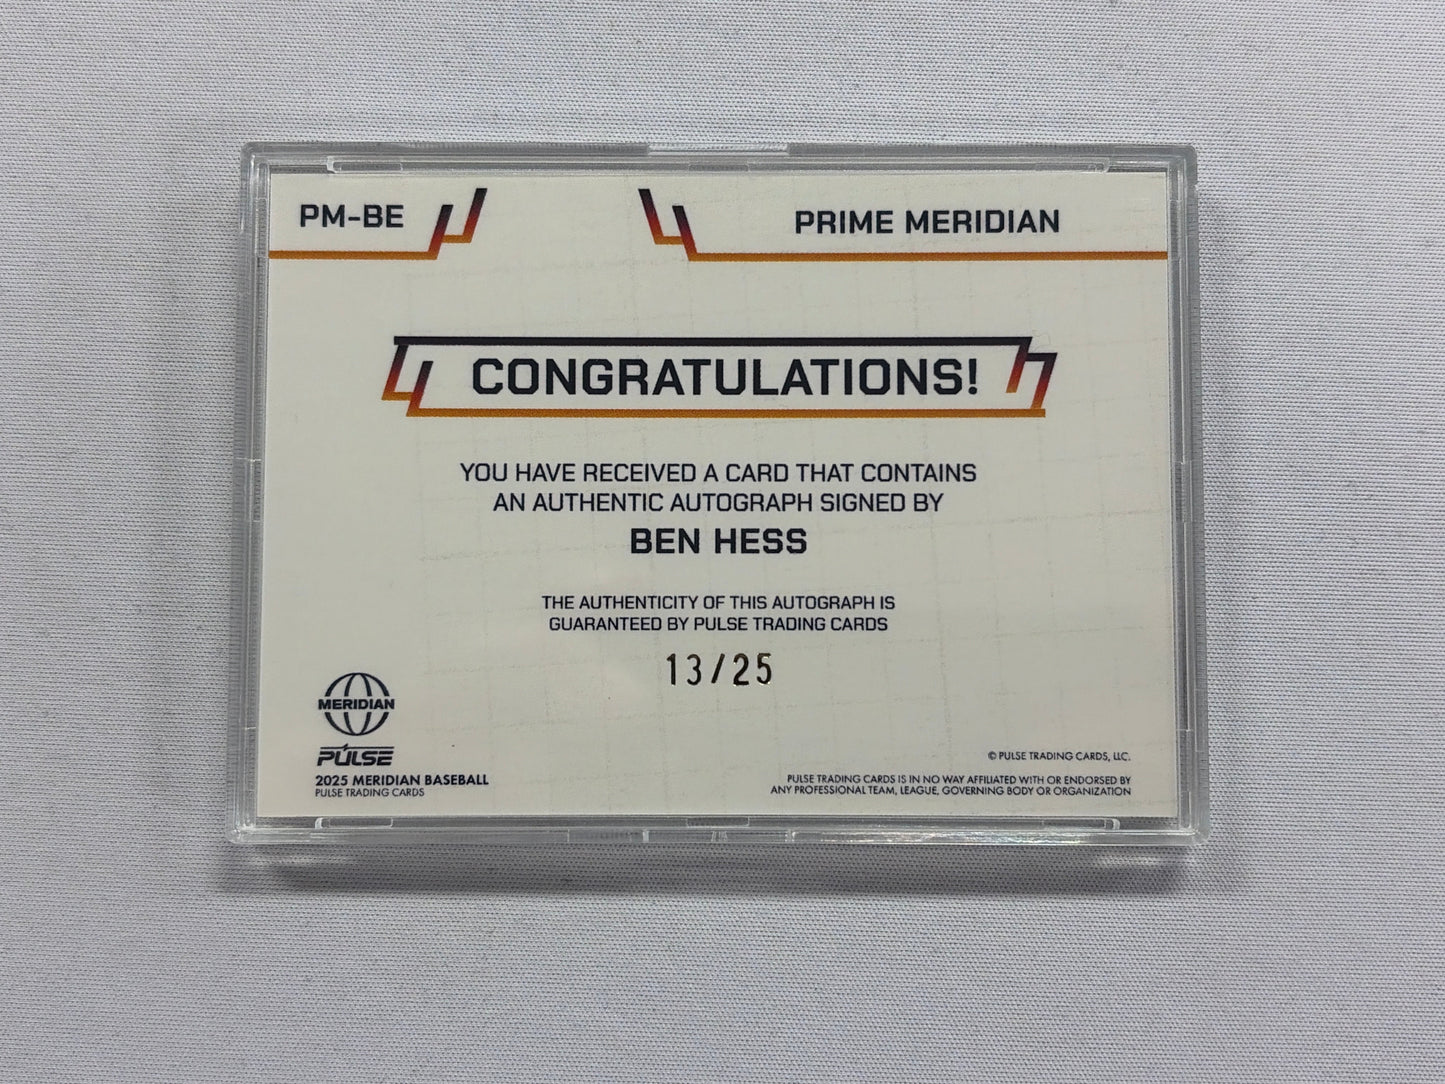 PM-BE
PRIME MERIDIAN
CONGRATULATIONS!
YOU HAVE RECEIVED A CARD THAT CONTAINS
AN AUTHENTIC AUTOGRAPH SIGNED BY
BEN HESS
THE AUTHENTICITY OF THIS AUTOGRAPH IS
GUARANTEED BY PULSE TRADING CARDS
13/25
MERIDIAN
PULSE
2025 MERIDIAN BASEBALL
PULSE TRADING CARDS
© PULSE TRADING CARDS, LLC.
PULSE TRADING CARDS IS IN NO WAY AFFILIATED WITH OR ENDORSED BY
ANY PROFESSIONAL TEAM, LEAGUE, GOVERNING BODY OR ORGANIZATION